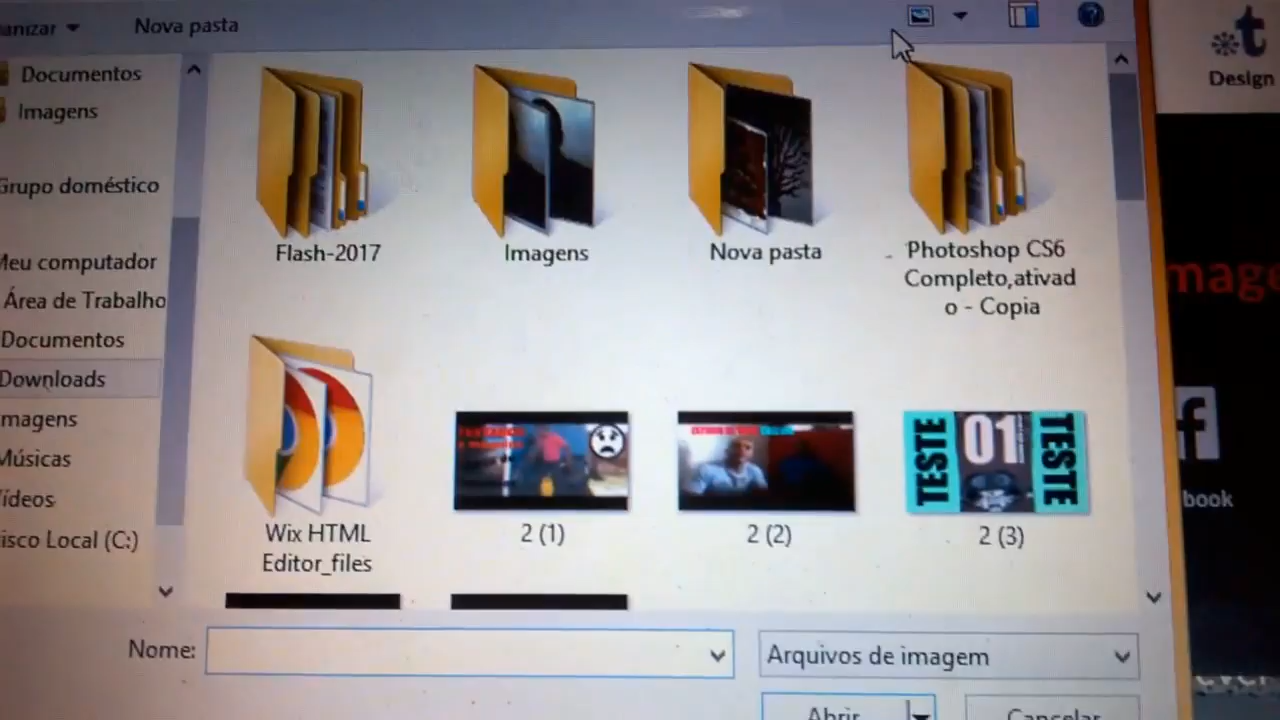 anizar
Nova pasta
Documentos
Imagens
Grupo doméstico
Meu computador
Área de Trabalho
Documentos
Downloads
magens
Músicas
ídeos
isco Local (C:)
Flash-2017
Imagens
Nova pasta
Photoshop CS6
Completo,ativad
o - Copia
Wix HTML
Editor_files
2 (1)
2 (2)
TESTE
01
TESTE
2 (3)
Nome:
Arquivos de imagem
Abrir
Cancelar
t
Design
mage
f
book